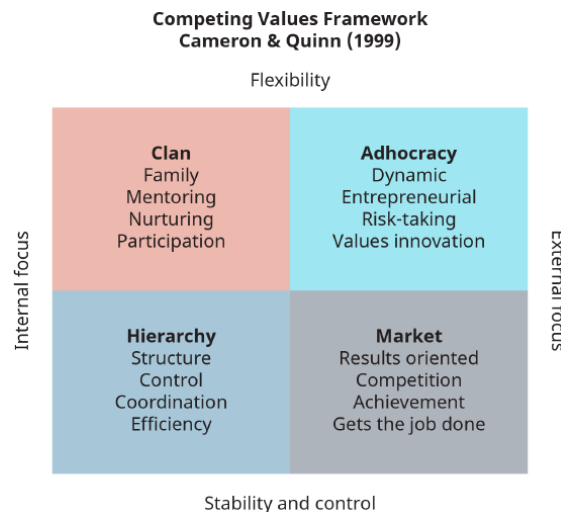 Competing Values Framework
Cameron & Quinn (1999)
Flexibility
Clan
Family
Mentoring
Nurturing
Participation
Adhocracy
Dynamic
Entrepreneurial
Risk-taking
Values innovation
Internal focus
External focus
Hierarchy
Structure
Control
Coordination
Efficiency
Market
Results oriented
Competition
Achievement
Gets the job done
Stability and control